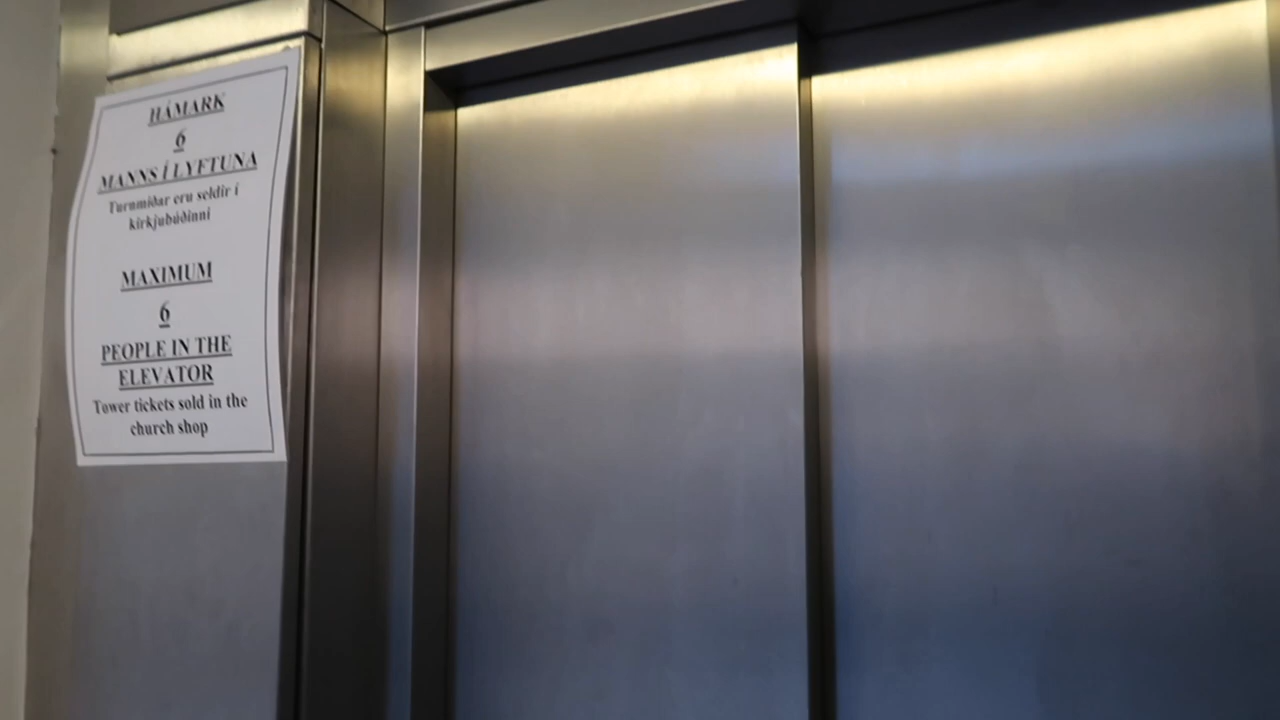 HÁMARK
6
MANNS Í LYFTUNA
Turnmiðar eru seldir í
kirkjubúðinni
MAXIMUM
6
PEOPLE IN THE
ELEVATOR
Tower tickets sold in the
church shop